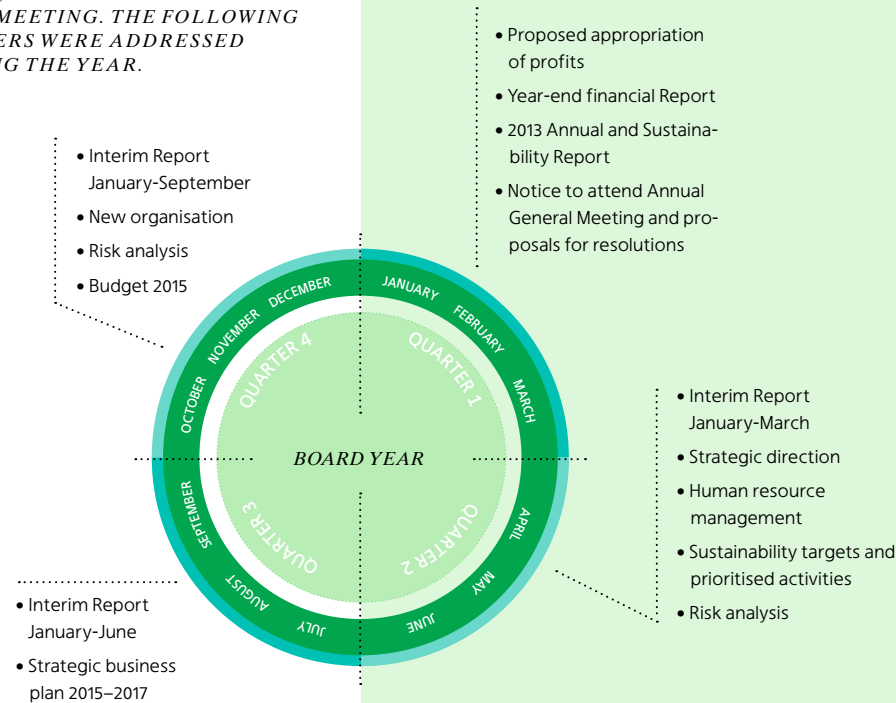 MEETING. THE FOLLOWING
ERS WERE ADDRESSED
NG THE YEAR.
• Proposed appropriation
of profits
• Year-end financial Report
• 2013 Annual and Sustaina-
bility Report
• Notice to attend Annual
General Meeting and pro-
posals for resolutions
• Interim Report
January-September
• New organisation
• Risk analysis
• Budget 2015
JANUARY
FEBRUARY
MARCH
APRIL
MAY
JUNE
JULY
AUGUST
SEPTEMBER
OCTOBER
NOVEMBER
DECEMBER
QUARTER 1
QUARTER 2
QUARTER 3
QUARTER 4
BOARD YEAR
• Interim Report
January-March
• Strategic direction
• Human resource
management
• Sustainability targets and
prioritised activities
• Risk analysis
• Interim Report
January-June
• Strategic business
plan 2015–2017